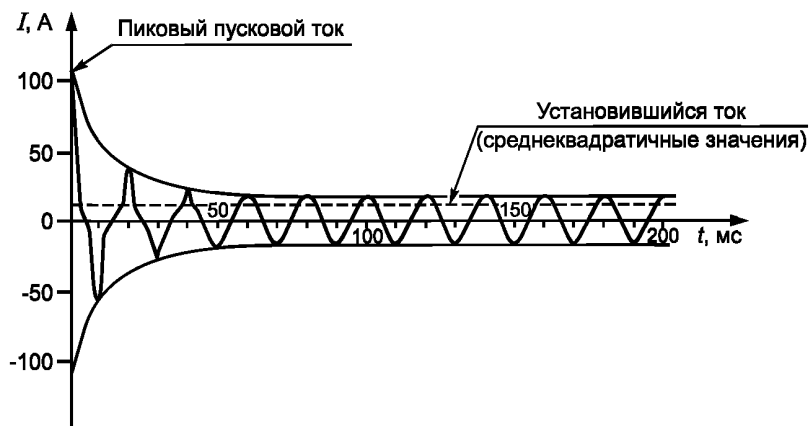 I, А
Пиковый пусковой ток
100
Установившийся ток
(среднеквадратичные значения)
50
50
150
0
100
200
t, мс
-50
-100